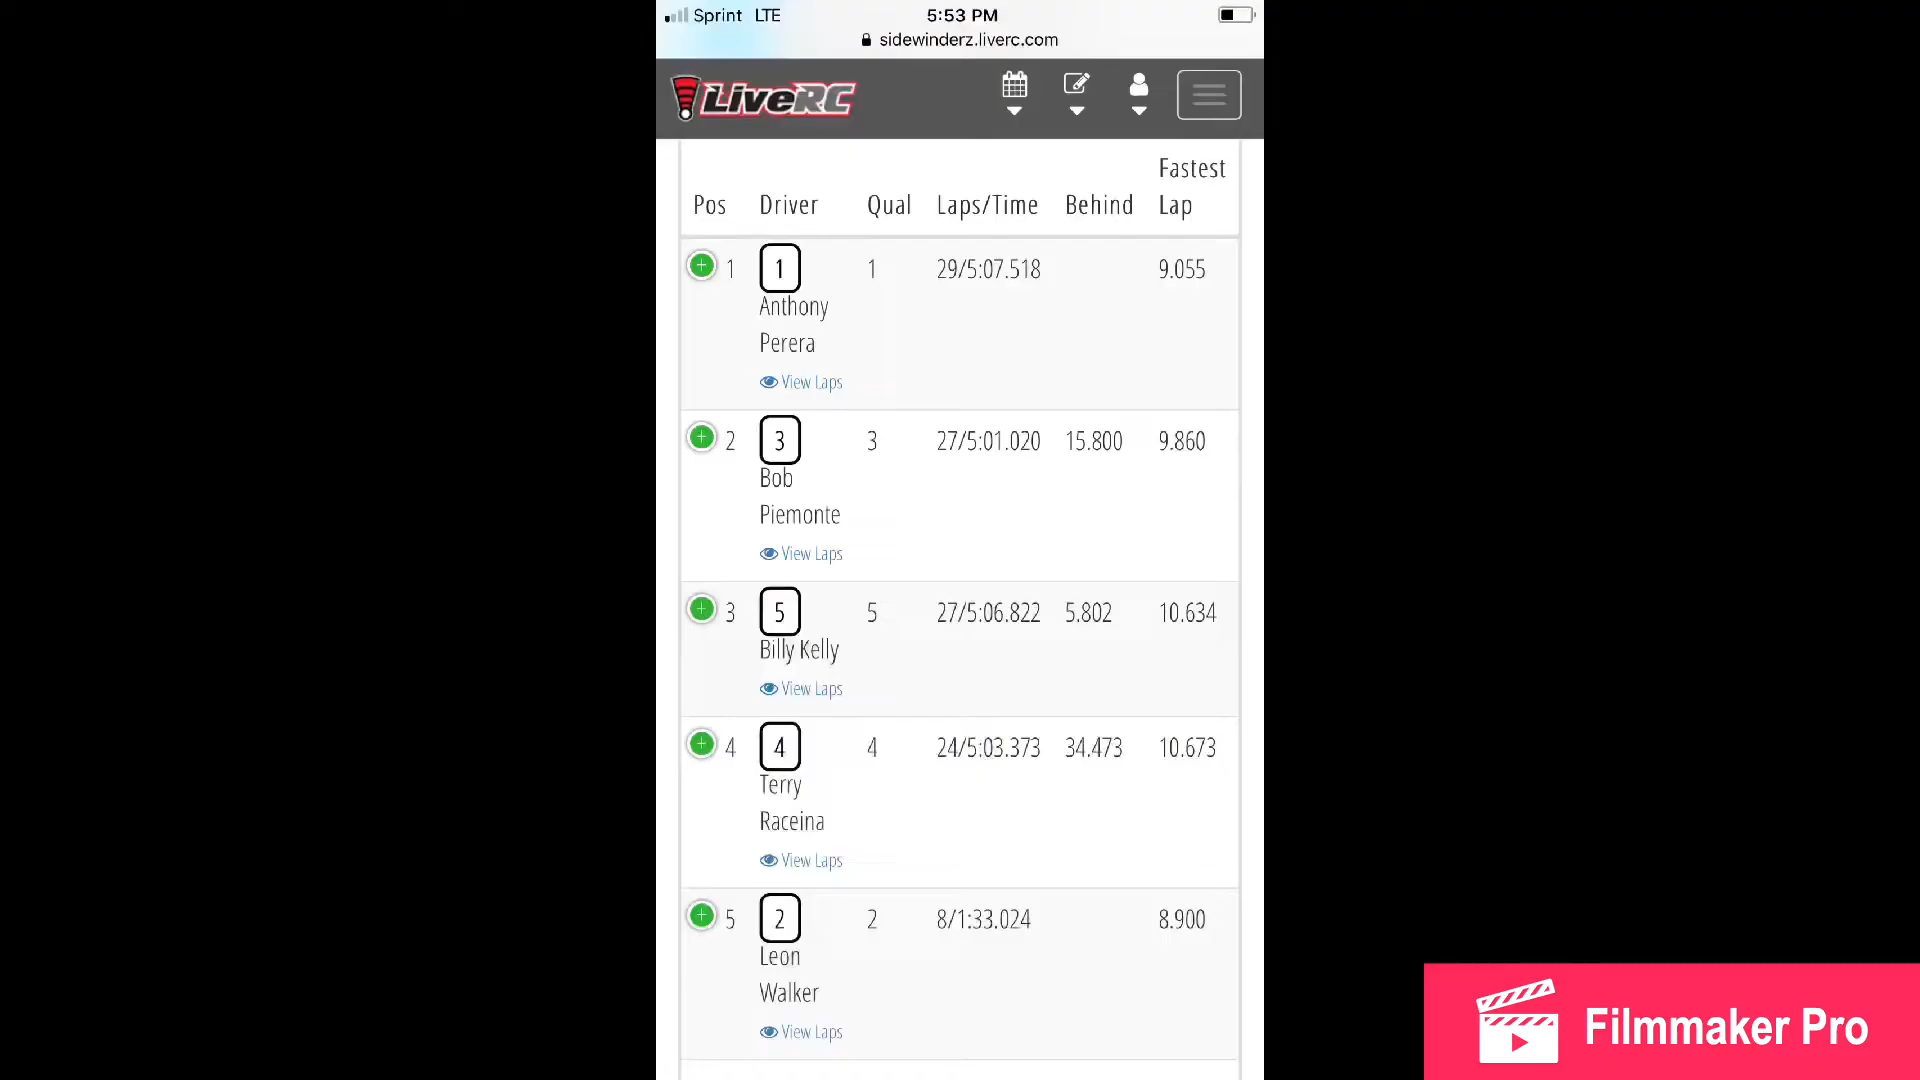 Sprint LTE 5:53 PM
sidewinderz.liverc.com
LiveRC
Fastest
Pos Driver Qual Laps/Time Behind Lap
1 1 1 29/5:07.518 9.055
Anthony
Perera
View Laps
2 3 3 27/5:01.020 15.800 9.860
Bob
Piemonte
View Laps
3 5 5 27/5:06.822 5.802 10.634
Billy Kelly
View Laps
4 4 4 24/5:03.373 34.473 10.673
Terry
Raceina
View Laps
5 2 2 8/1:33.024 8.900
Leon
Walker
View Laps
Filmmaker Pro